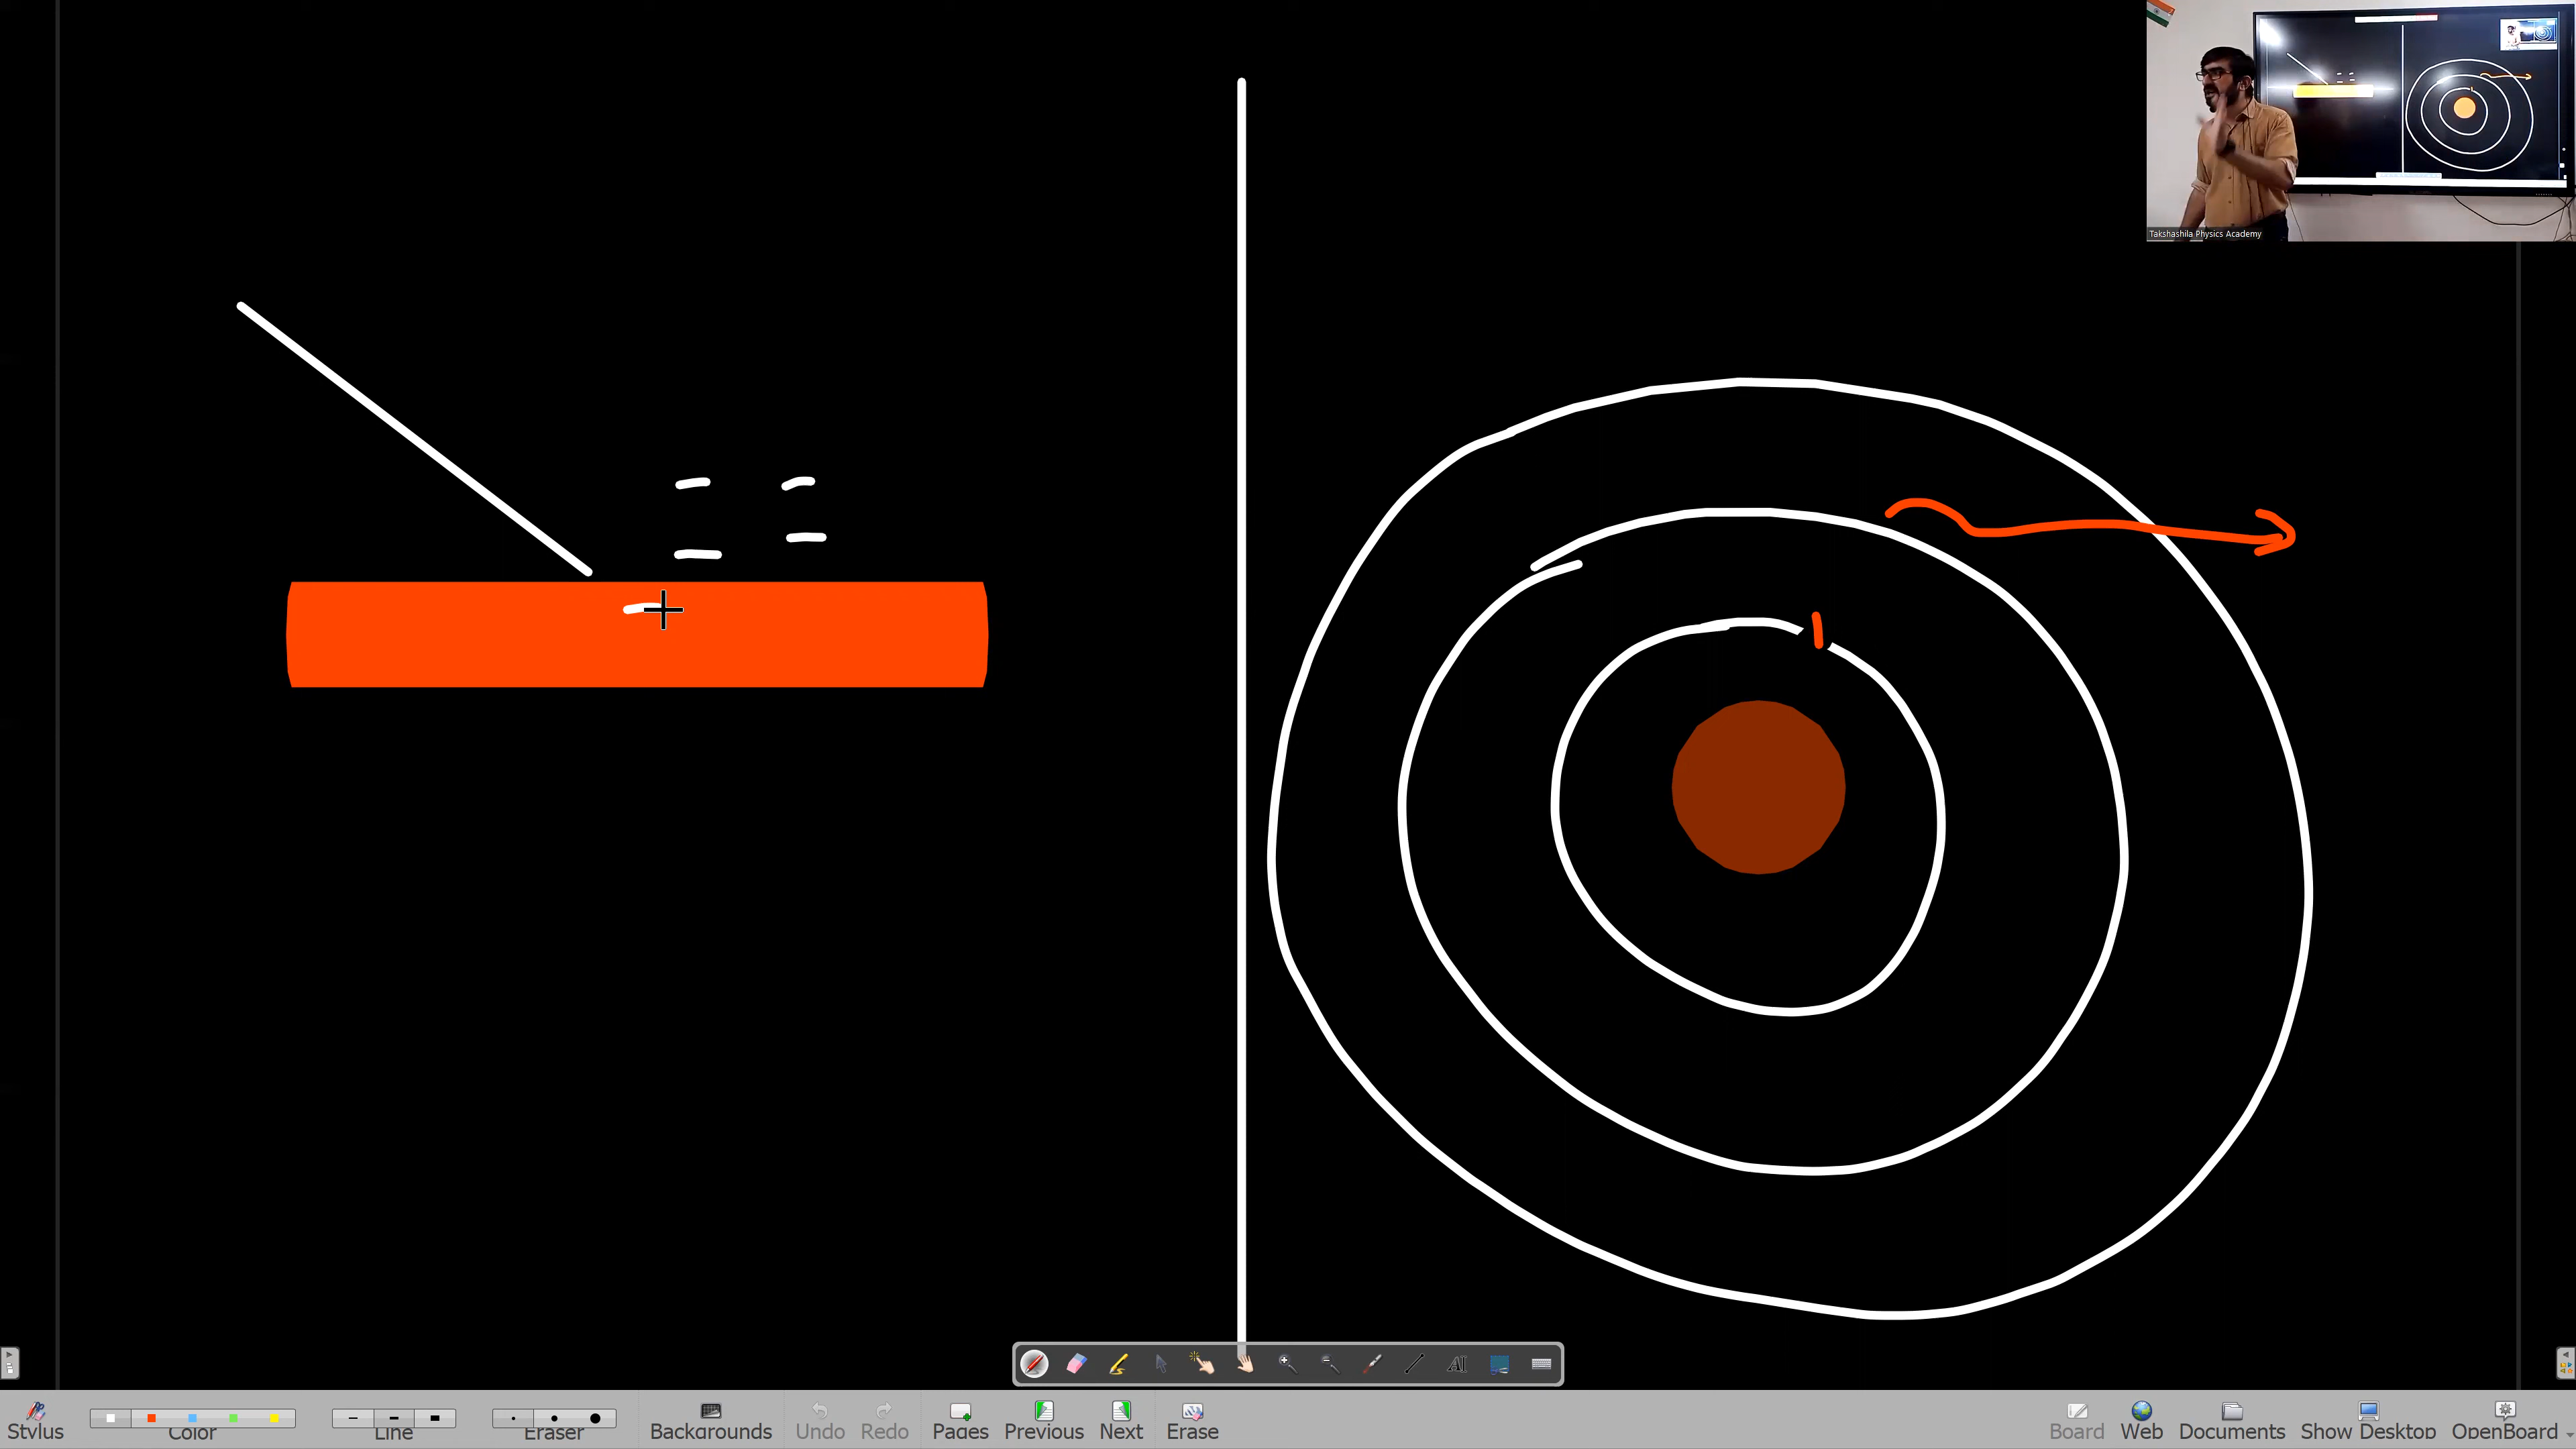 Takshashila Physics Academy
Stylus
Color
Line
Eraser
Backgrounds
Undo
Redo
Pages
Previous
Next
Erase
Board
Web
Documents
Show Desktop
OpenBoard